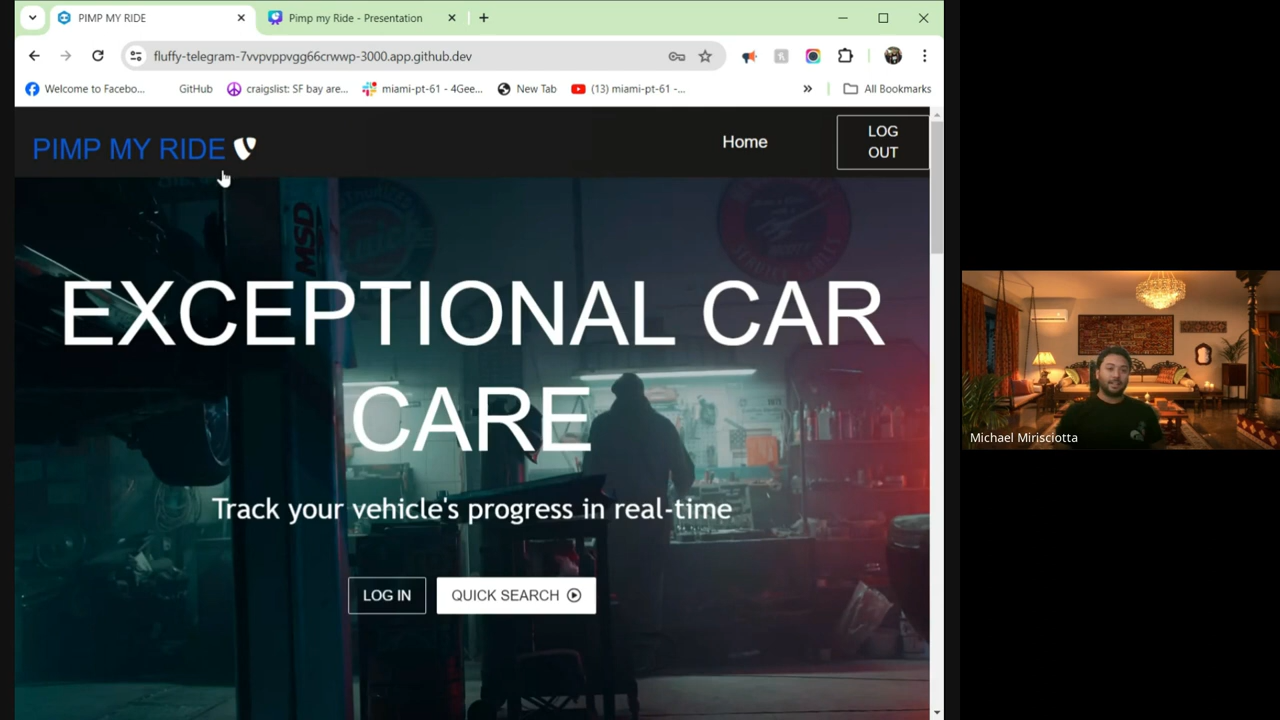 PIMP MY RIDE
Pimp my Ride - Presentation
fluffy-telegram-7vvpvppvgg66crwwp-3000.app.github.dev
Welcome to Facebo...
GitHub
craigslist: SF bay are...
miami-pt-61 - 4Gee...
New Tab
(13) miami-pt-61 -...
All Bookmarks
PIMP MY RIDE
Home
LOG
OUT
MSD
EXCEPTIONAL CAR
CARE
Track your vehicle's progress in real-time
LOG IN
QUICK SEARCH
Michael Mirisciotta